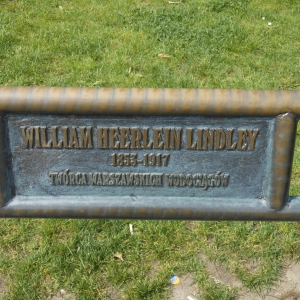 WILLIAM HEERLEIN LINDLEY
1853-1917
TWÓRCA WARSZAWSKICH WODOCIĄGÓW